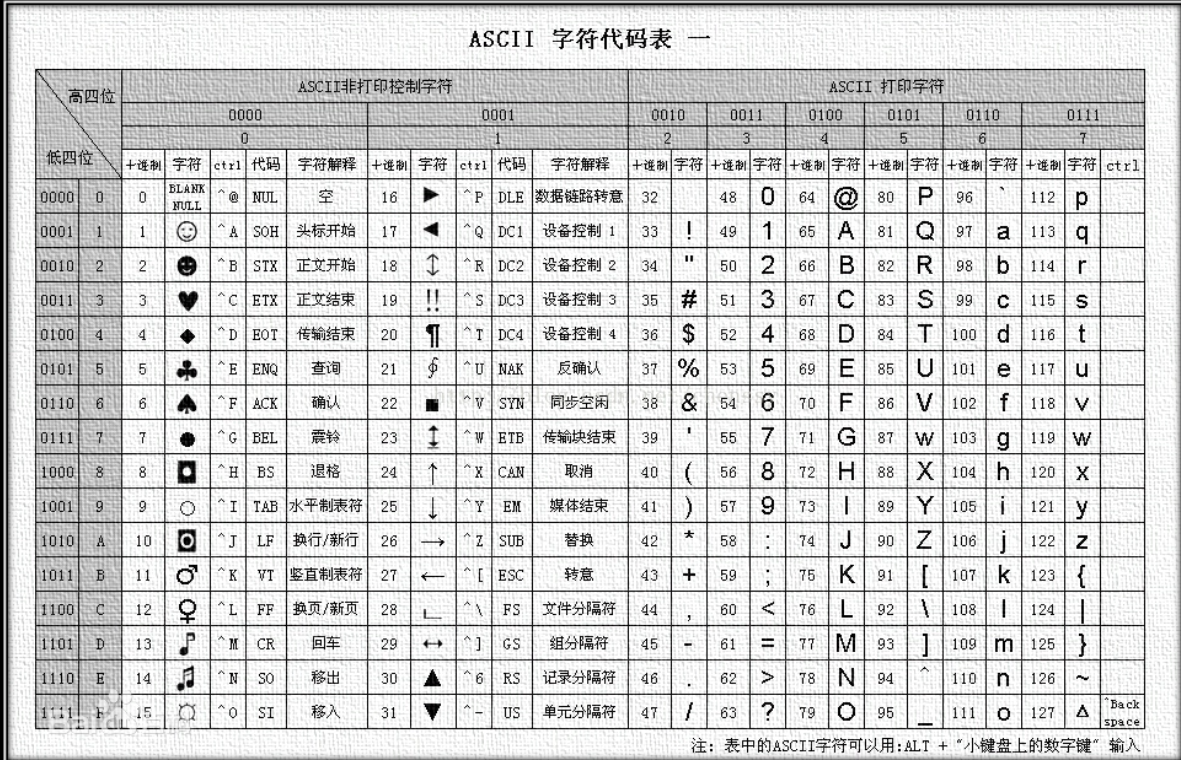 ASCII 字符代码表 一
高四位 ASCII非打印控制字符 ASCII 打印字符
0000 0001 0010 0011 0100 0101 0110 0111
0 1 2 3 4 5 6 7
低四位 十进制 字符 ctrl 代码 字符解释 十进制 字符 ctrl 代码 字符解释 十进制 字符 十进制 字符 十进制 字符 十进制 字符 十进制 字符 十进制 字符 ctrl
0000 0 0 BLANK NULL ^@ NUL 空 16 ► ^P DLE 数据链路转意 32 48 0 64 @ 80 P 96 ` 112 p
0001 1 1 ☺ ^A SOH 头标开始 17 ◄ ^Q DC1 设备控制 1 33 ! 49 1 65 A 81 Q 97 a 113 q
0010 2 2 ☻ ^B STX 正文开始 18 ↕ ^R DC2 设备控制 2 34 " 50 2 66 B 82 R 98 b 114 r
0011 3 3 ♥ ^C ETX 正文结束 19 ‼ ^S DC3 设备控制 3 35 # 51 3 67 C 83 S 99 c 115 s
0100 4 4 ♦ ^D EOT 传输结束 20 ¶ ^T DC4 设备控制 4 36 $ 52 4 68 D 84 T 100 d 116 t
0101 5 5 ♣ ^E ENQ 查询 21 ∮ ^U NAK 反确认 37 % 53 5 69 E 85 U 101 e 117 u
0110 6 6 ♠ ^F ACK 确认 22 ■ ^V SYN 同步空闲 38 & 54 6 70 F 86 V 102 f 118 v
0111 7 7 ● ^G BEL 震铃 23 ↨ ^W ETB 传输块结束 39 ' 55 7 71 G 87 w 103 g 119 w
1000 8 8 ◘ ^H BS 退格 24 ↑ ^X CAN 取消 40 ( 56 8 72 H 88 X 104 h 120 x
1001 9 9 ○ ^I TAB 水平制表符 25 ↓ ^Y EM 媒体结束 41 ) 57 9 73 I 89 Y 105 i 121 y
1010 A 10 ◙ ^J LF 换行/新行 26 → ^Z SUB 替换 42 * 58 : 74 J 90 Z 106 j 122 z
1011 B 11 ♂ ^K VT 竖直制表符 27 ← ^[ ESC 转意 43 + 59 ; 75 K 91 [ 107 k 123 {
1100 C 12 ♀ ^L FF 换页/新页 28 ∟ ^\ FS 文件分隔符 44 , 60 < 76 L 92 \ 108 l 124 |
1101 D 13 ♪ ^M CR 回车 29 ↔ ^] GS 组分隔符 45 - 61 = 77 M 93 ] 109 m 125 }
1110 E 14 ♫ ^N SO 移出 30 ▲ ^6 RS 记录分隔符 46 . 62 > 78 N 94 ^ 110 n 126 ~
1111 F 15 ☼ ^O SI 移入 31 ▼ ^- US 单元分隔符 47 / 63 ? 79 O 95 _ 111 o 127 Δ ^Back space
注: 表中的ASCII字符可以用:ALT + "小键盘上的数字键" 输入